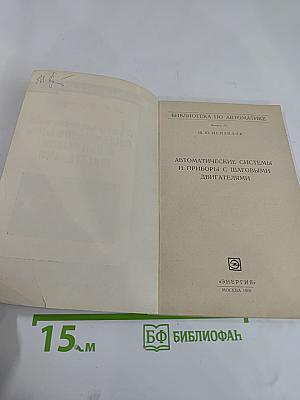 БИБЛИОТЕКА ПО АВТОМАТИКЕ
АВТОМАТИЧЕСКИЕ СИСТЕМЫ
И ПРИБОРЫ С ШАГОВЫМИ
ДВИГАТЕЛЯМИ
«ЭНЕРГИЯ»
МОСКВА
15 м
БФ БИБЛИОФАН